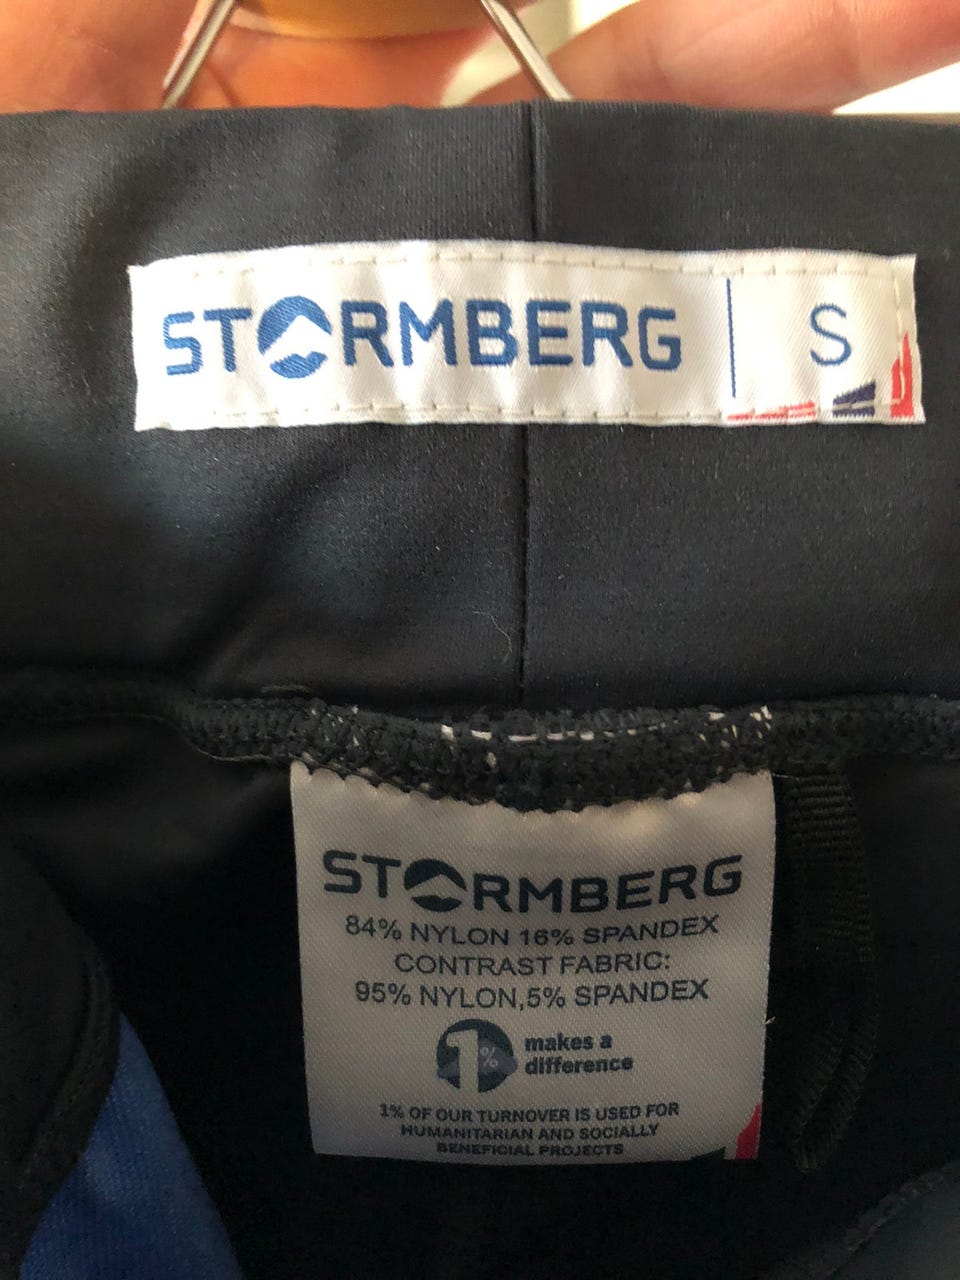 STORMBERG | S
STORMBERG
84% NYLON 16% SPANDEX
CONTRAST FABRIC:
95% NYLON,5% SPANDEX
1% makes a
difference
1% OF OUR TURNOVER IS USED FOR
HUMANITARIAN AND SOCIALLY
BENEFICIAL PROJECTS